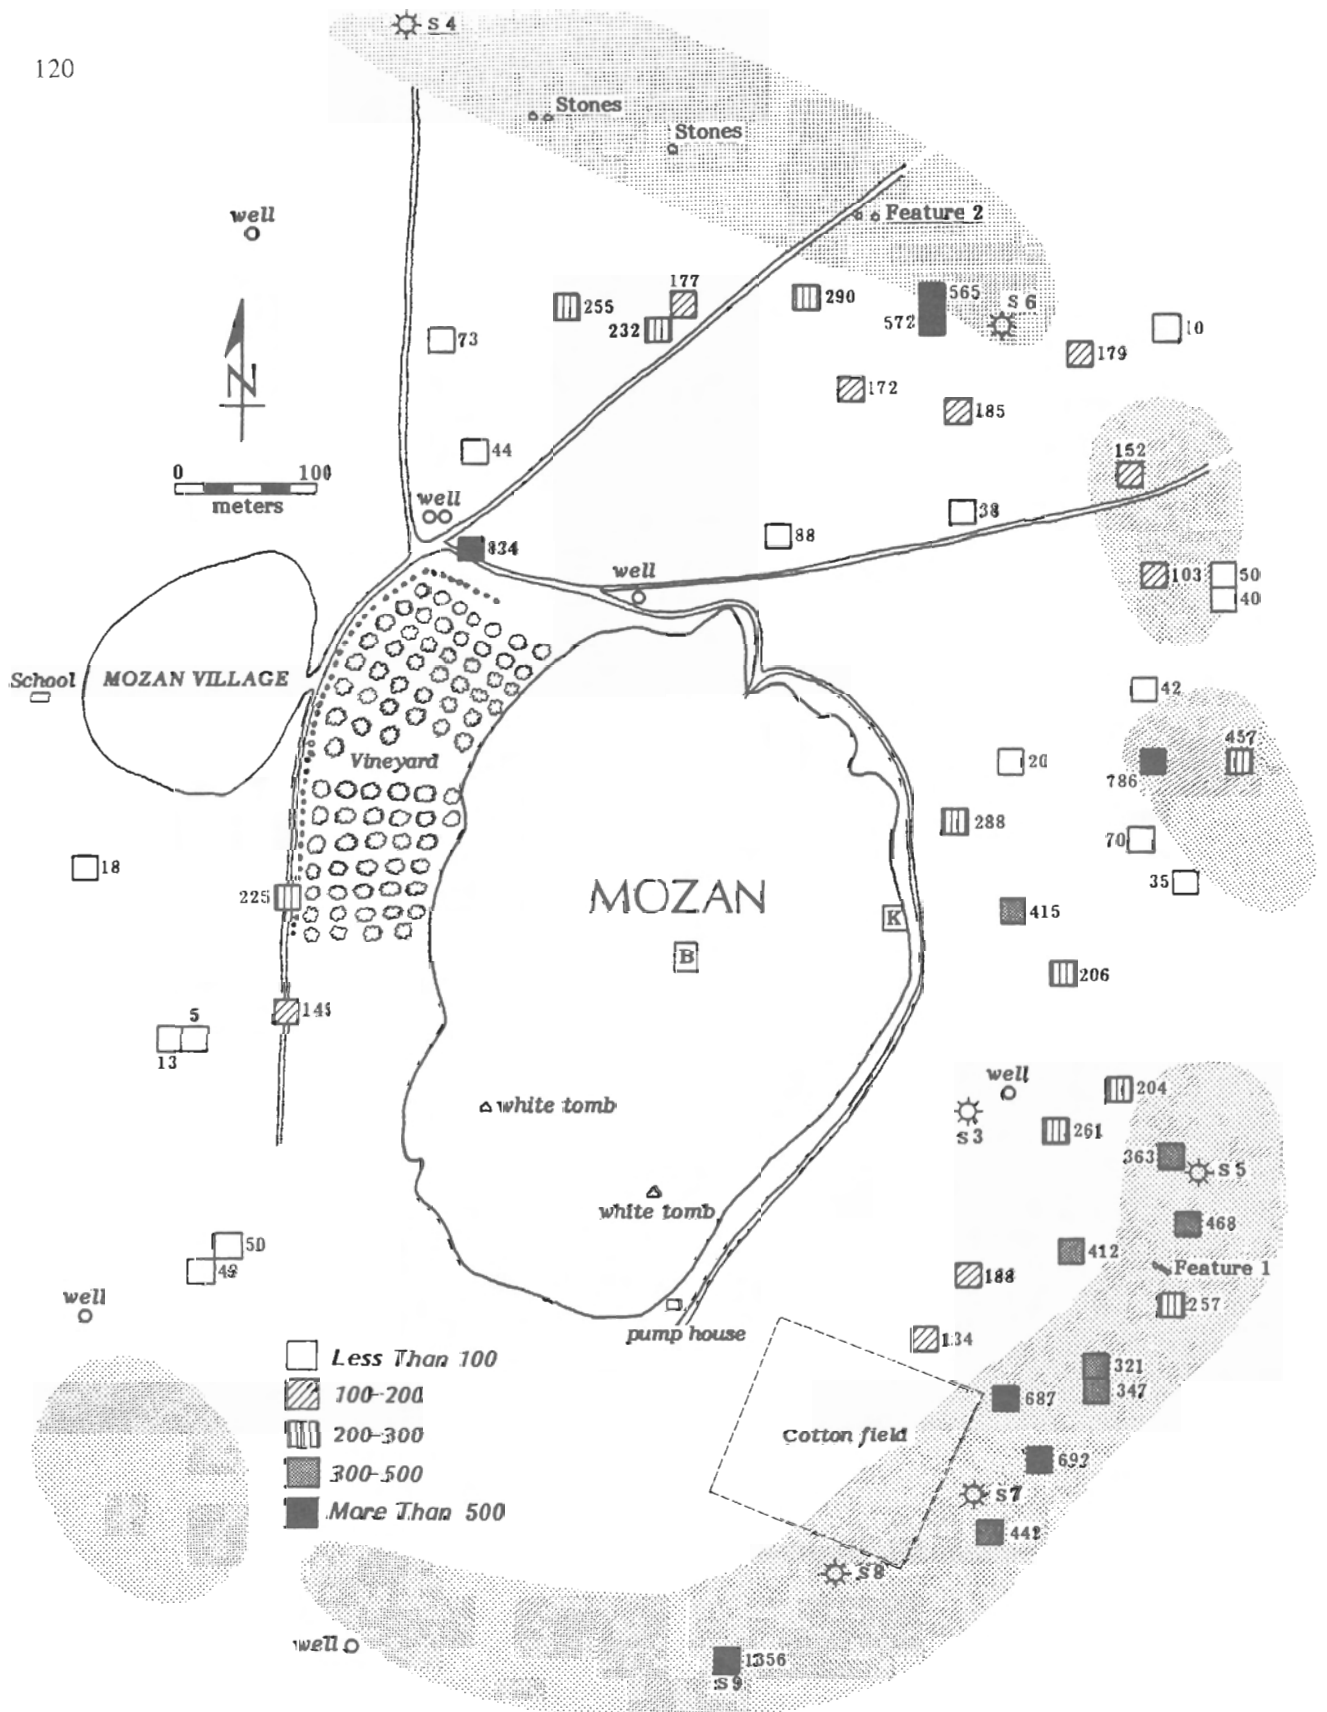 S 4
120
Stones
Stones
well
Feature 2
177
255
290
565
S 6
232
572
10
73
179
N
172
185
44
152
0 100
meters
well
38
88
834
well
103
50
40
School
MOZAN VILLAGE
42
457
Vineyard
20
786
288
70
18
35
225
MOZAN
415
K
B
206
145
5
13
well
204
white tomb
S 3
261
363
S 5
white tomb
468
50
412
49
188
Feature 1
well
257
pump house
134
Less Than 100
321
100-200
347
687
200-300
Cotton field
692
300-500
S 7
More Than 500
442
S 8
well
1356
S 9